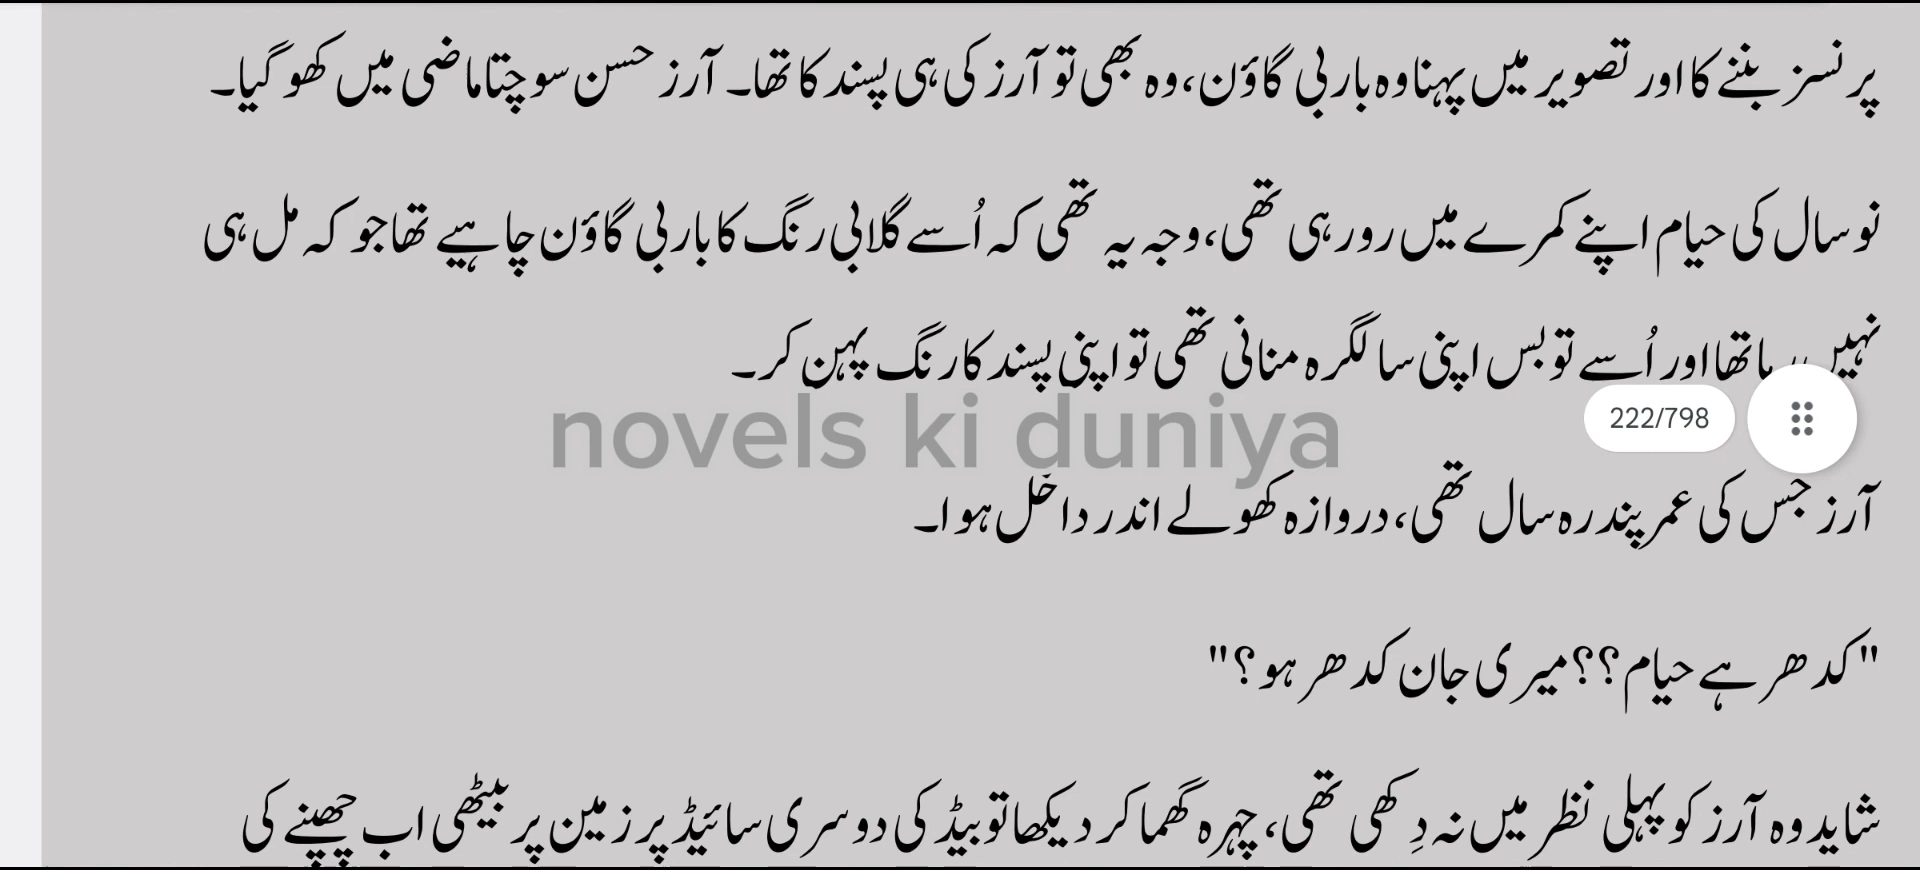 پرنسز بننے کا اور تصویر میں پہنا وہ باربی گاؤن، وہ بھی تو آرز کی ہی پسند کا تھا۔ آرز حسن سوچتا ماضی میں کھو گیا۔
نو سال کی حیام اپنے کمرے میں رو رہی تھی، وجہ یہ تھی کہ اُسے گلابی رنگ کا باربی گاؤن چاہیے تھا جو کہ مل ہی
نہیں تھا اور اُسے تو بس اپنی سالگرہ منانی تھی تو اپنی پسند کا رنگ پہن کر۔
novels ki duniya
222/798
آرز جس کی عمر پندرہ سال تھی، دروازہ کھولے اندر داخل ہوا۔
"کدھر ہے حیام؟؟ میری جان کدھر ہو؟"
شاید وہ آرز کو پہلی نظر میں نہ دِکھی تھی، چہرہ گھما کر دیکھا تو بیڈ کی دوسری سائیڈ پر زمین پر بیٹھی اب چھپنے کی